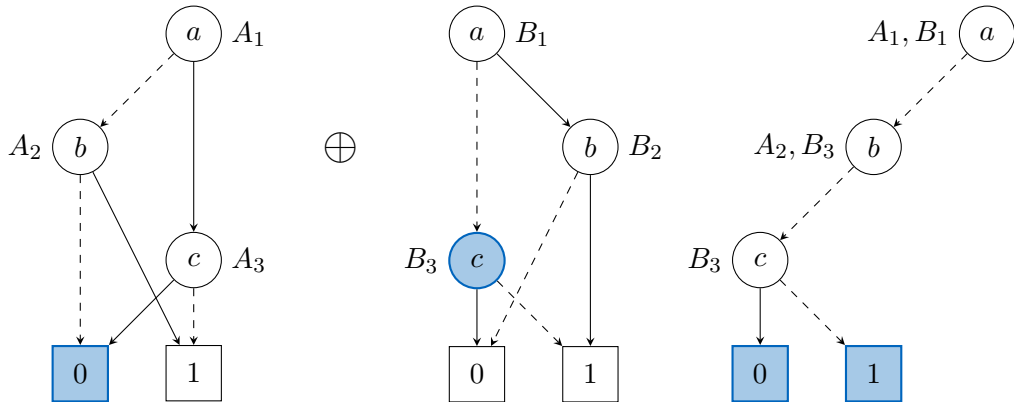 a A₁ a B₁ A₁, B₁ a
A₂ b ⊕ b B₂ A₂, B₃ b
c A₃ B₃ c B₃ c
0 1 0 1 0 1